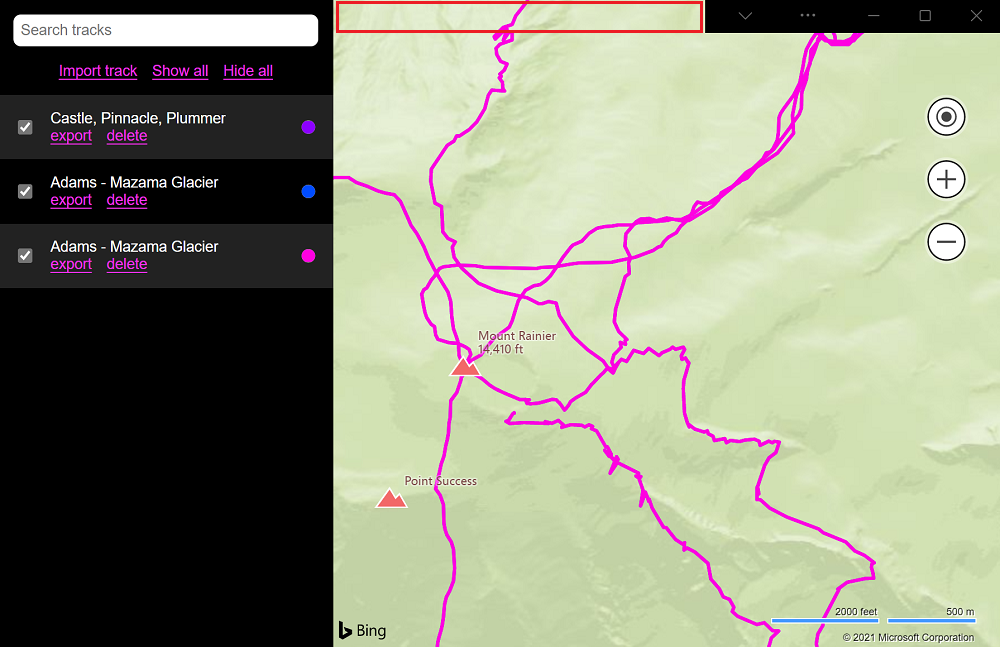 Search tracks
Import track Show all Hide all
Castle, Pinnacle, Plummer
export delete
Adams - Mazama Glacier
export delete
Adams - Mazama Glacier
export delete
Mount Rainier
14,410 ft
Point Success
Bing
2000 feet 500 m
© 2021 Microsoft Corporation